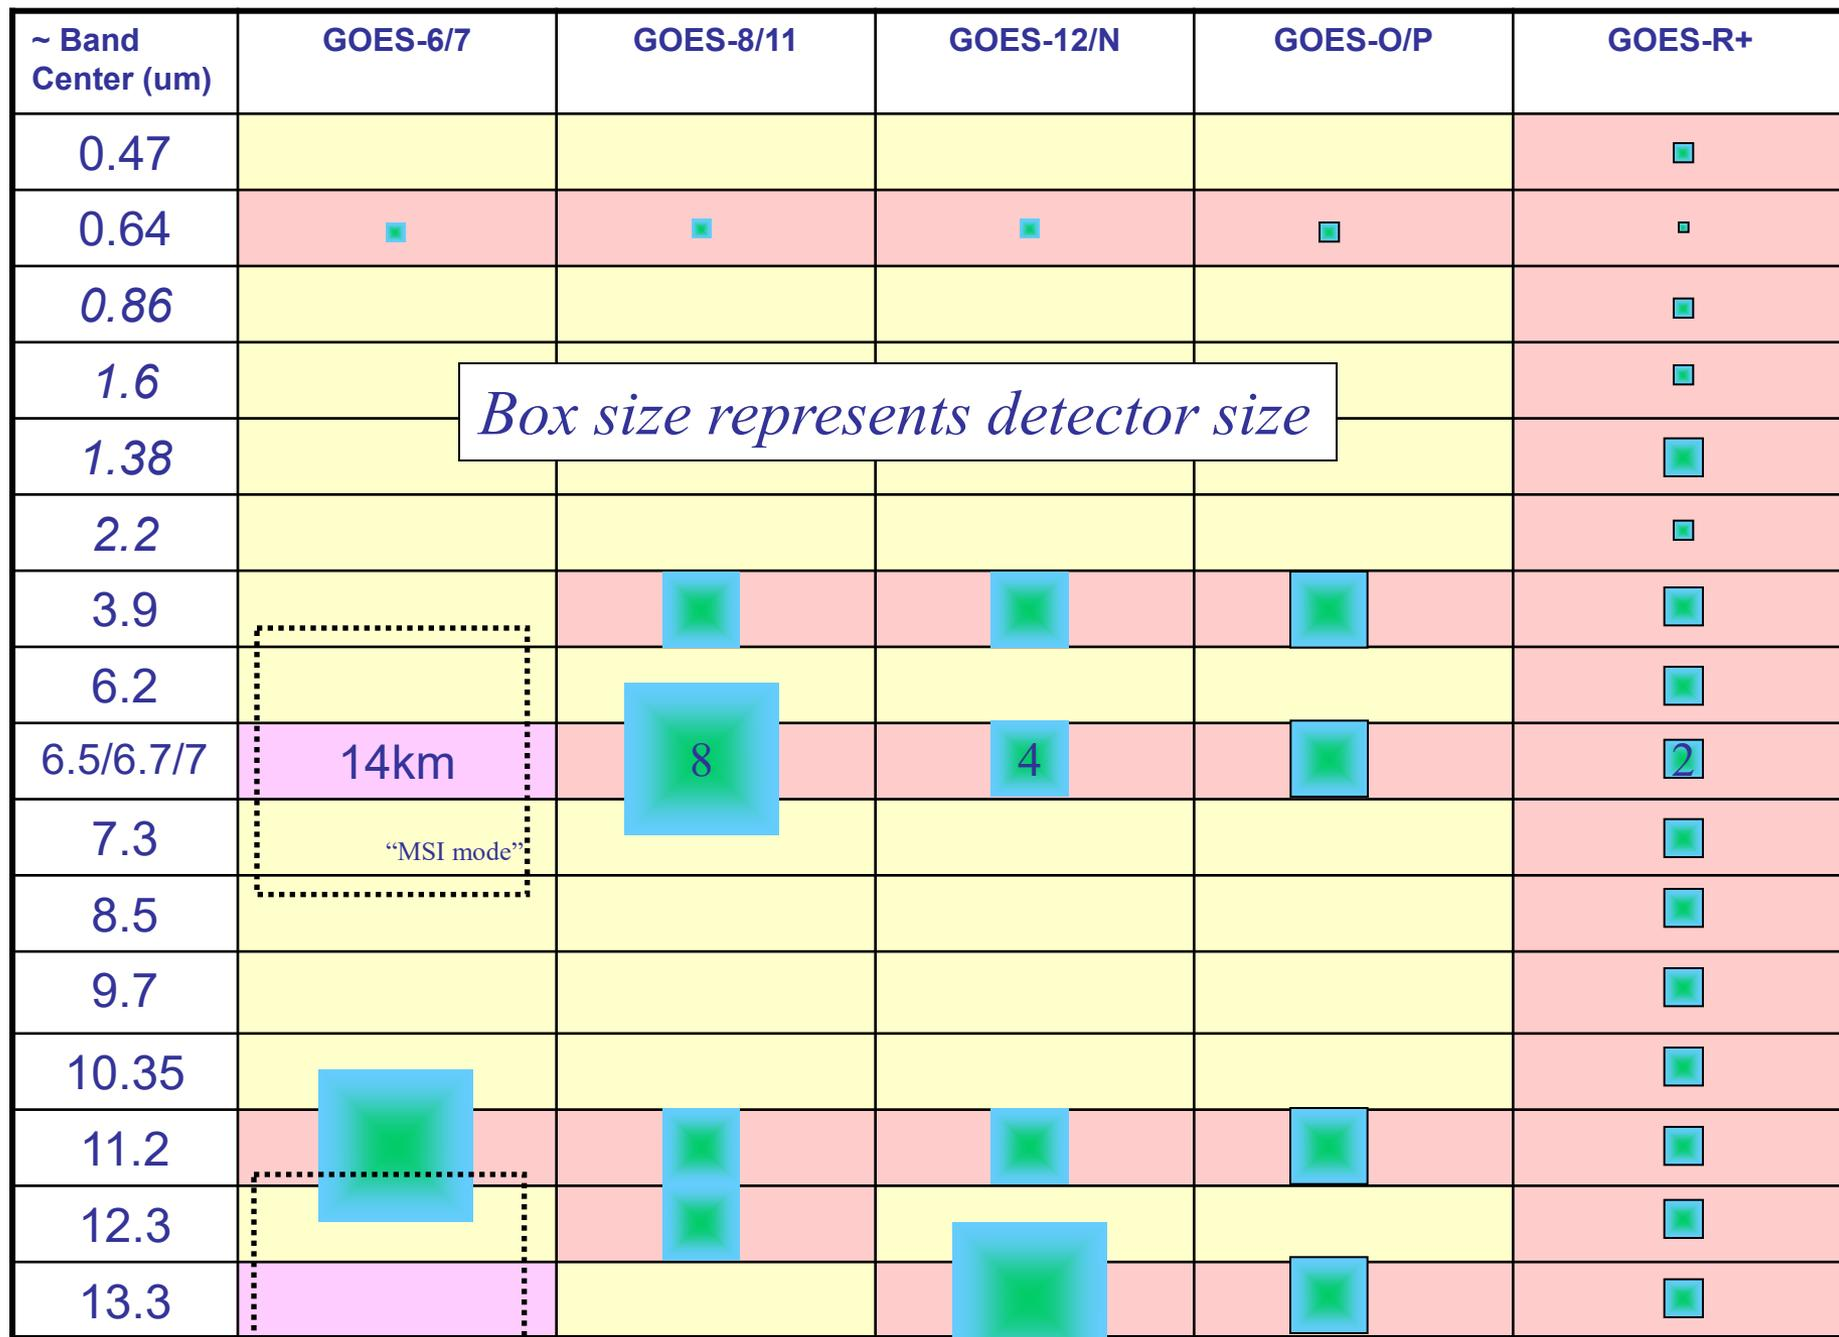 ~ Band
Center (um)
GOES-6/7
GOES-8/11
GOES-12/N
GOES-O/P
GOES-R+
0.47
0.64
0.86
1.6
Box size represents detector size
1.38
2.2
3.9
6.2
6.5/6.7/7
14km
8
4
2
7.3
“MSI mode”
8.5
9.7
10.35
11.2
12.3
13.3